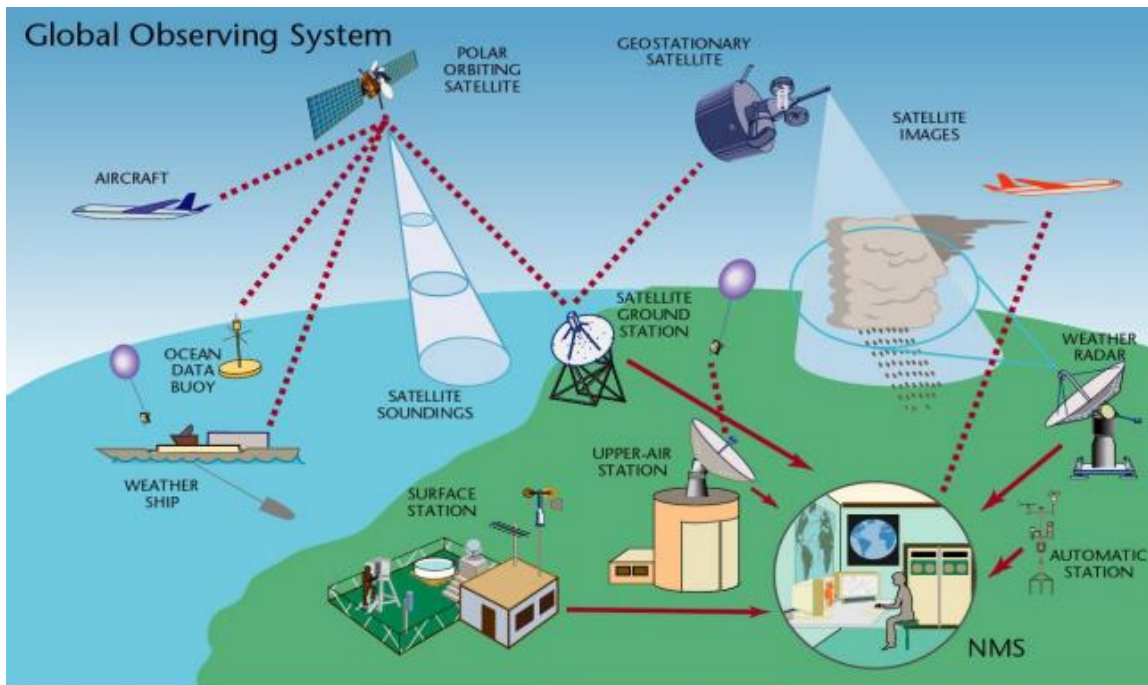 Global Observing System
POLAR
ORBITING
SATELLITE
GEOSTATIONARY
SATELLITE
SATELLITE
IMAGES
AIRCRAFT
SATELLITE
GROUND
STATION
WEATHER
RADAR
OCEAN
DATA
BUOY
SATELLITE
SOUNDINGS
UPPER-AIR
STATION
WEATHER
SHIP
SURFACE
STATION
AUTOMATIC
STATION
NMS